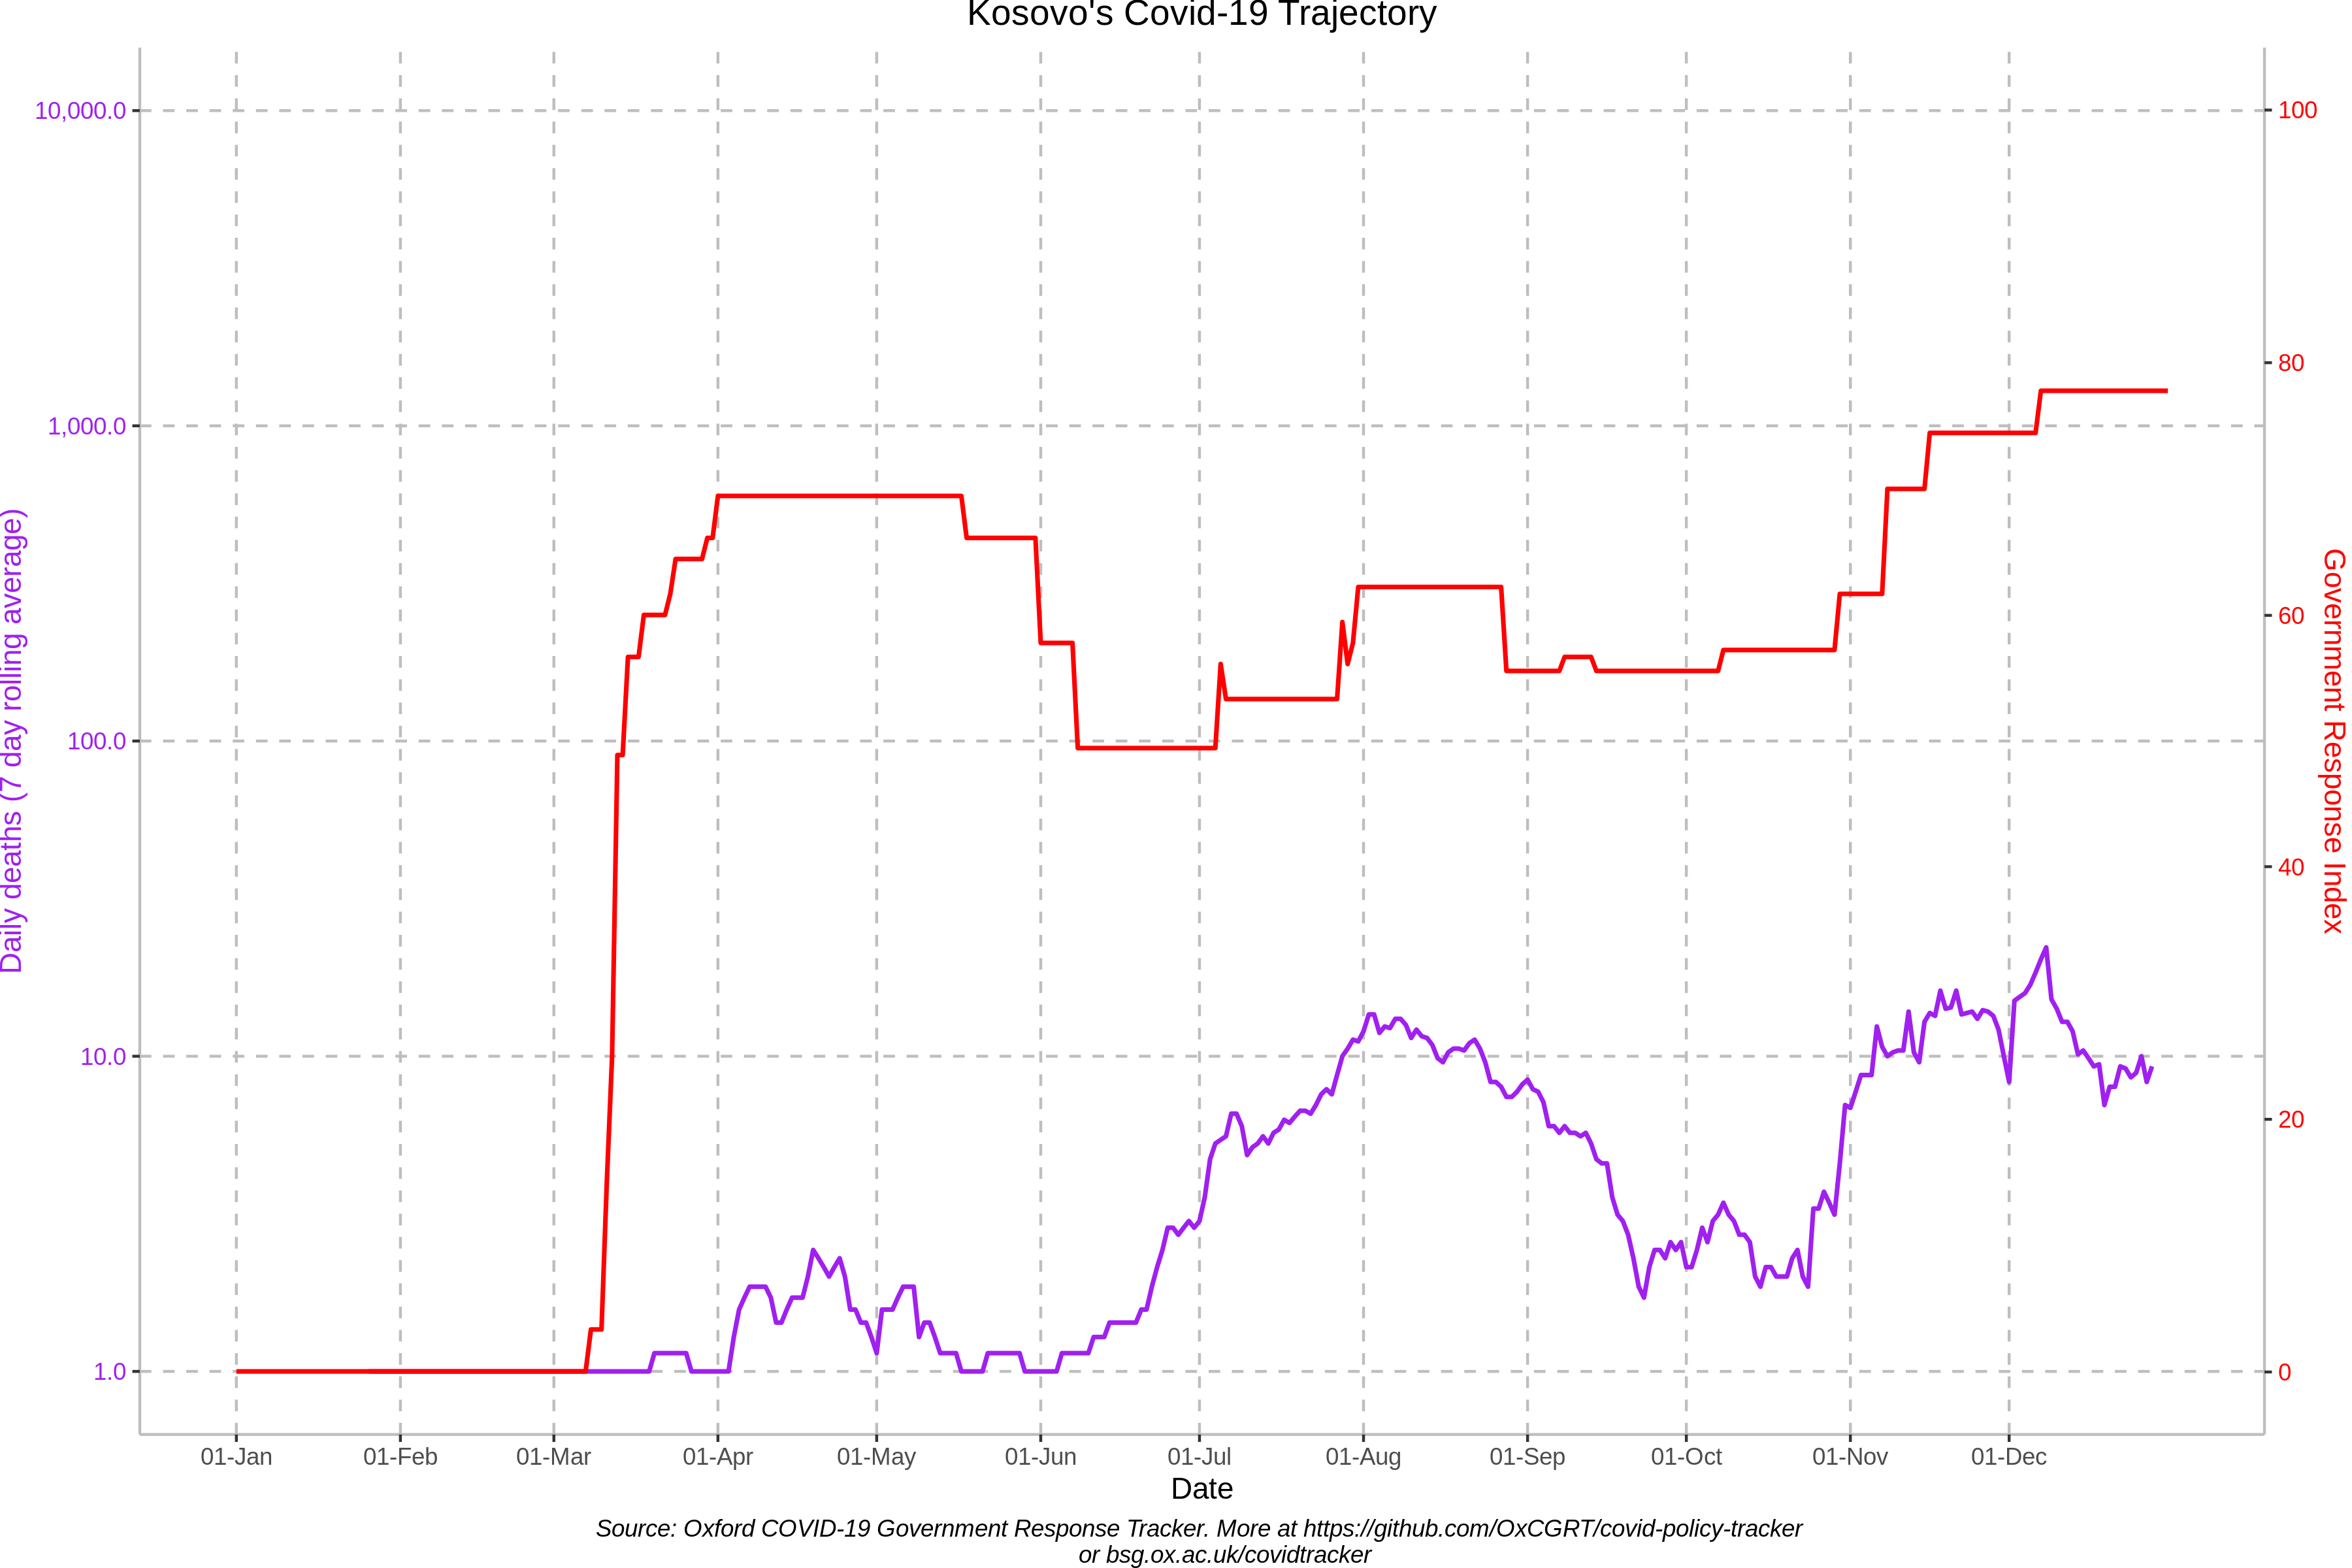 Kosovo's Covid-19 Trajectory
10,000.0
1,000.0
100.0
10.0
1.0
Daily deaths (7 day rolling average)
100
80
60
40
20
0
Government Response Index
01-Jan
01-Feb
01-Mar
01-Apr
01-May
01-Jun
01-Jul
01-Aug
01-Sep
01-Oct
01-Nov
01-Dec
Date
Source: Oxford COVID-19 Government Response Tracker. More at https://github.com/OxCGRT/covid-policy-tracker
or bsg.ox.ac.uk/covidtracker